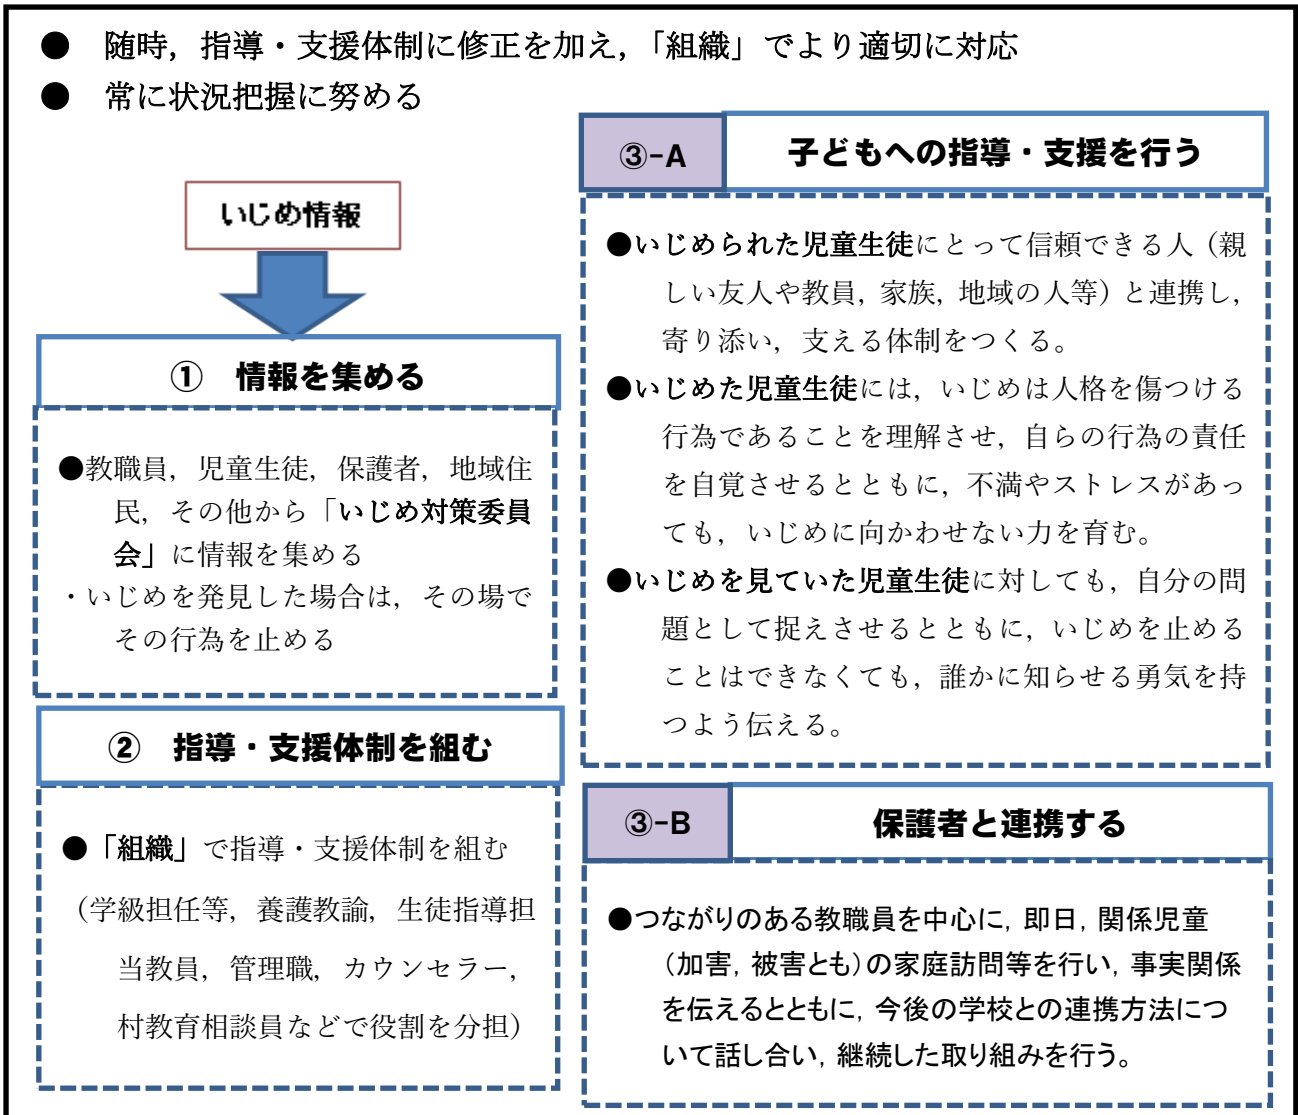 ● 随時，指導・支援体制に修正を加え，「組織」でより適切に対応
● 常に状況把握に努める
いじめ情報
① 情報を集める
●教職員，児童生徒，保護者，地域住
民，その他から「いじめ対策委員
会」に情報を集める
・いじめを発見した場合は，その場で
その行為を止める
② 指導・支援体制を組む
●「組織」で指導・支援体制を組む
（学級担任等，養護教諭，生徒指導担
当教員，管理職，カウンセラー，
村教育相談員などで役割を分担）
③-A 子どもへの指導・支援を行う
●いじめられた児童生徒にとって信頼できる人（親
しい友人や教員，家族，地域の人等）と連携し，
寄り添い，支える体制をつくる。
●いじめた児童生徒には，いじめは人格を傷つける
行為であることを理解させ，自らの行為の責任
を自覚させるとともに，不満やストレスがあっ
ても，いじめに向かわせない力を育む。
●いじめを見ていた児童生徒に対しても，自分の問
題として捉えさせるとともに，いじめを止める
ことはできなくても，誰かに知らせる勇気を持
つよう伝える。
③-B 保護者と連携する
●つながりのある教職員を中心に，即日，関係児童
（加害，被害とも）の家庭訪問等を行い，事実関係
を伝えるとともに，今後の学校との連携方法につ
いて話し合い，継続した取り組みを行う。